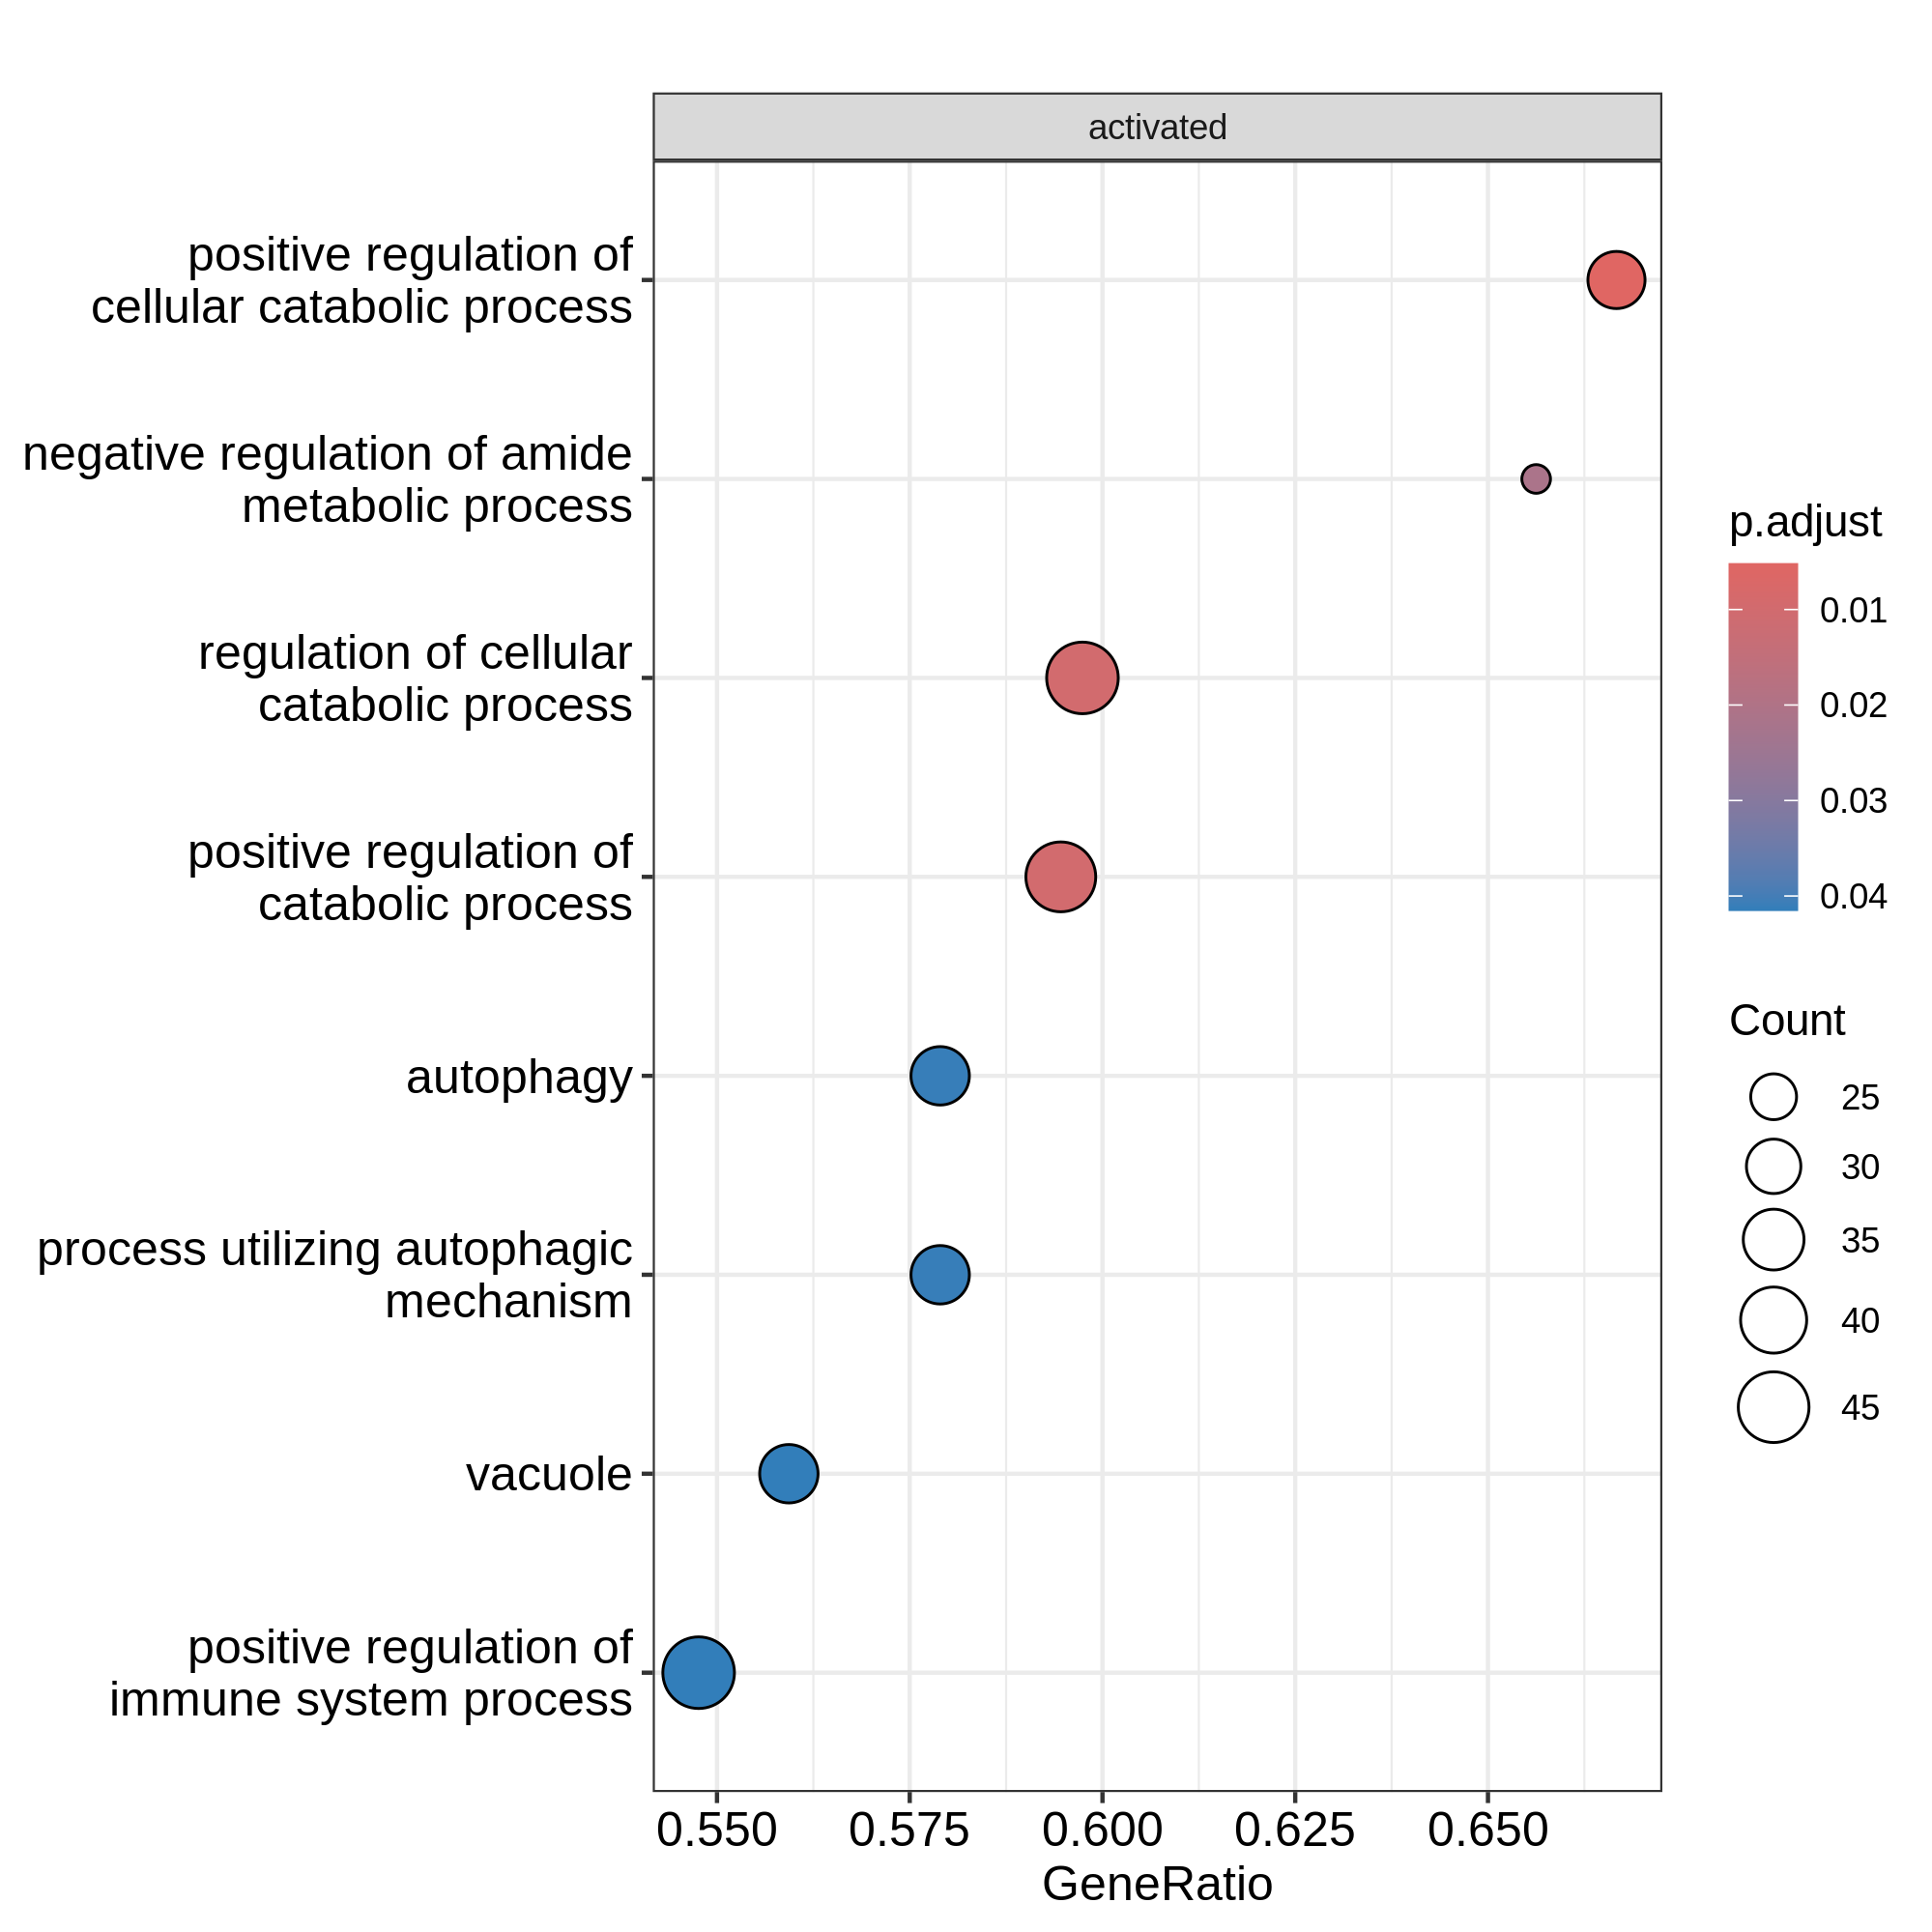 activated
positive regulation of
cellular catabolic process
negative regulation of amide
metabolic process
regulation of cellular
catabolic process
positive regulation of
catabolic process
autophagy
process utilizing autophagic
mechanism
vacuole
positive regulation of
immune system process
0.550 0.575 0.600 0.625 0.650
GeneRatio
p.adjust
0.01
0.02
0.03
0.04
Count
25
30
35
40
45